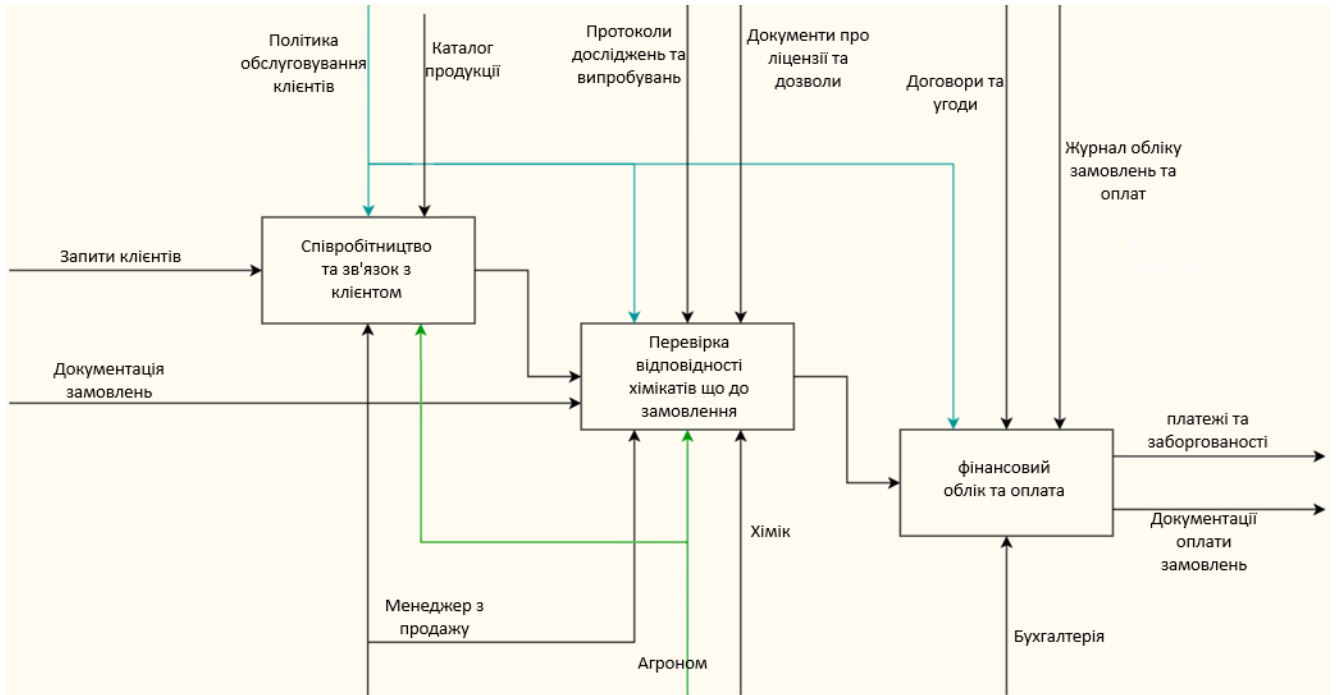 Політика
обслуговування
клієнтів
Каталог
продукції
Протоколи
досліджень та
випробувань
Документи про
ліцензії та
дозволи
Договори та
угоди
Журнал обліку
замовлень та
оплат
Запити клієнтів
Співробітництво
та зв'язок з
клієнтом
Документація
замовлень
Перевірка
відповідності
хімікатів що до
замовлення
платежі та
заборгованості
фінансовий
облік та оплата
Документації
оплати
замовлень
Хімік
Менеджер з
продажу
Агроном
Бухгалтерія